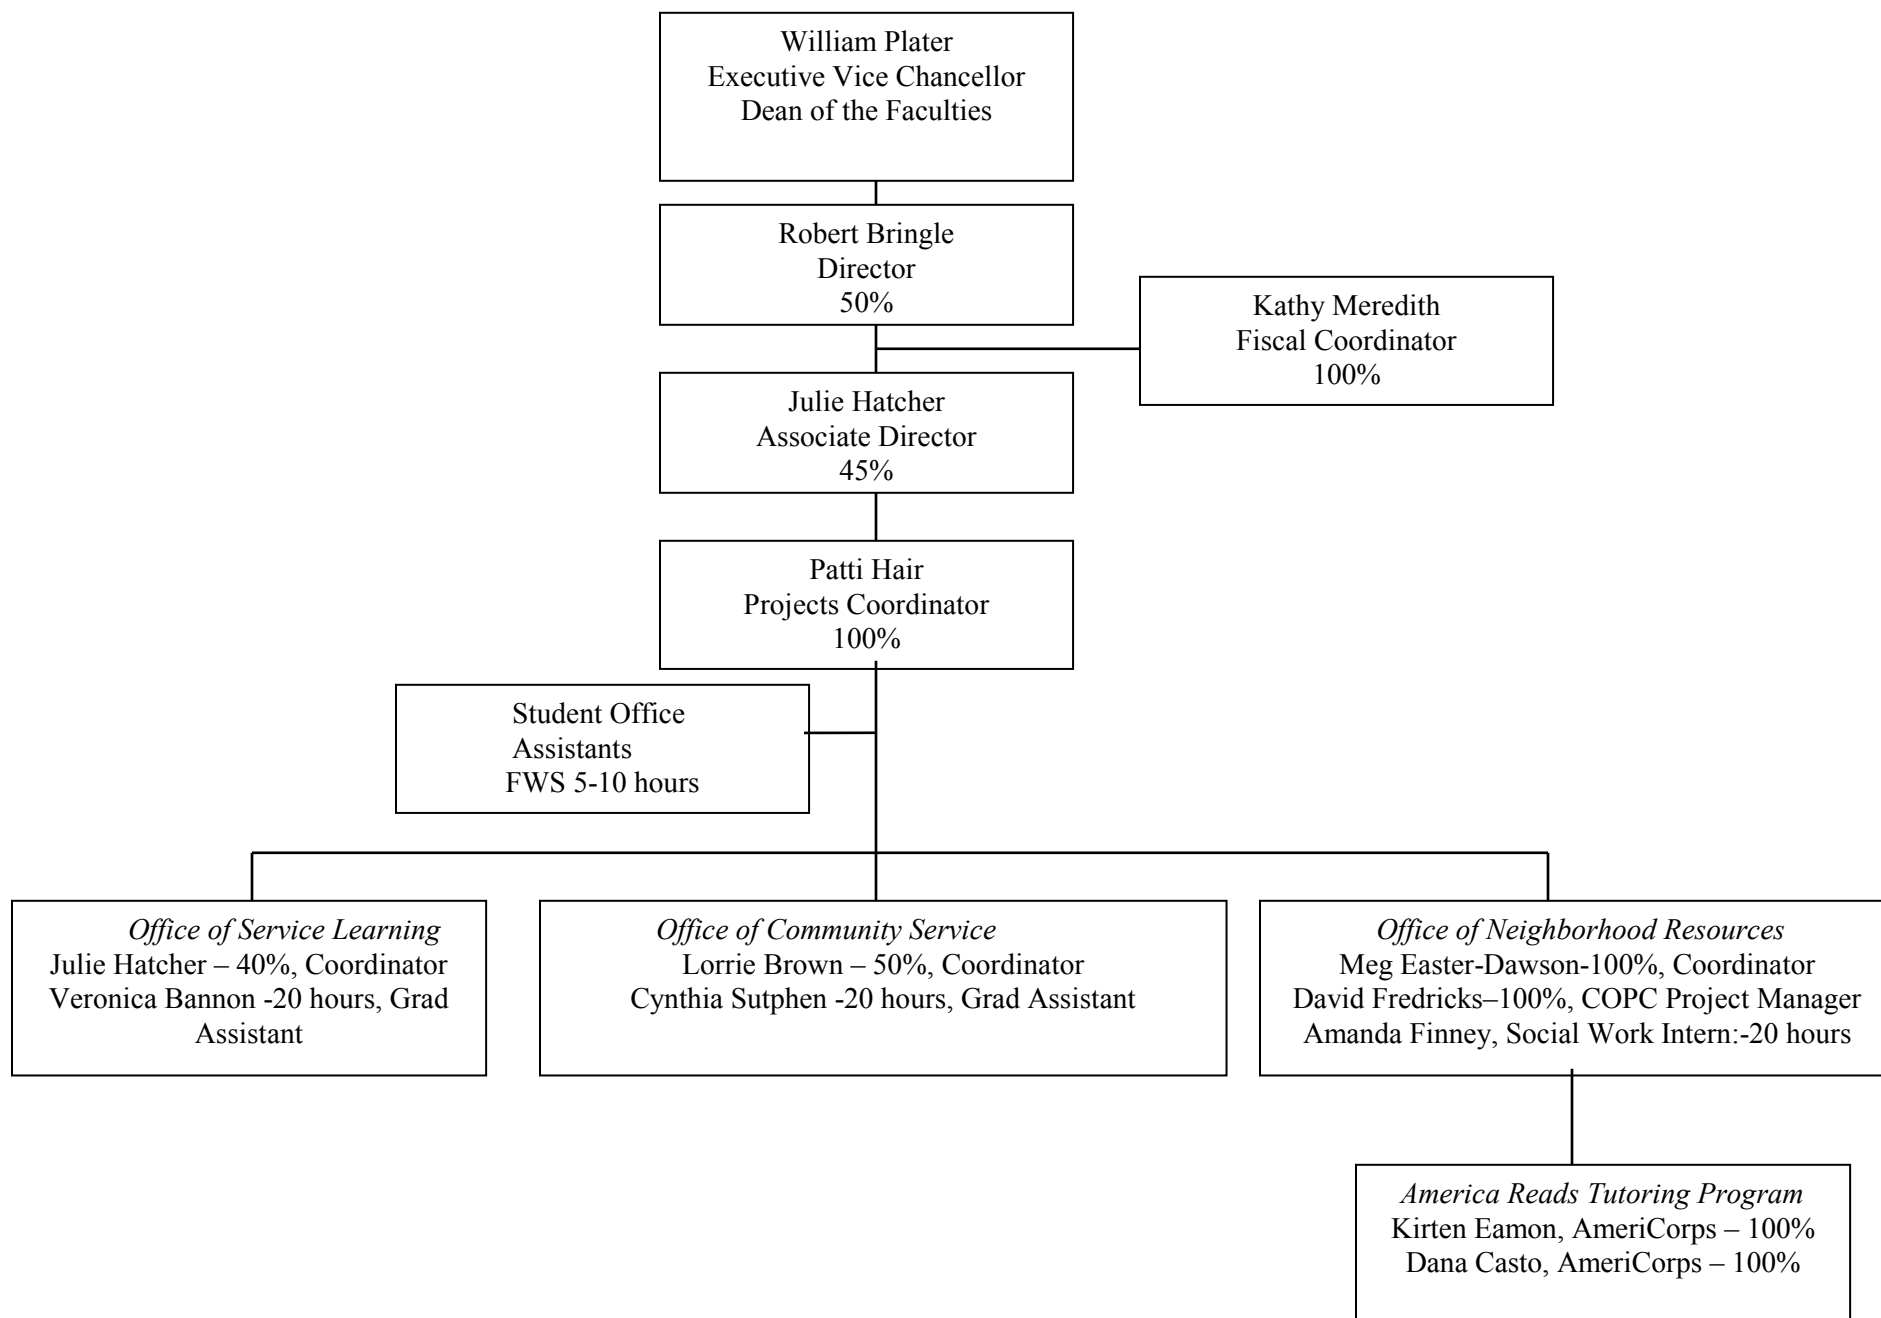 William Plater
Executive Vice Chancellor
Dean of the Faculties
Robert Bringle
Director
50%
Kathy Meredith
Fiscal Coordinator
100%
Julie Hatcher
Associate Director
45%
Patti Hair
Projects Coordinator
100%
Student Office
Assistants
FWS 5-10 hours
Office of Service Learning
Julie Hatcher – 40%, Coordinator
Veronica Bannon -20 hours, Grad
Assistant
Office of Community Service
Lorrie Brown – 50%, Coordinator
Cynthia Sutphen -20 hours, Grad Assistant
Office of Neighborhood Resources
Meg Easter-Dawson-100%, Coordinator
David Fredricks–100%, COPC Project Manager
Amanda Finney, Social Work Intern:-20 hours
America Reads Tutoring Program
Kirten Eamon, AmeriCorps – 100%
Dana Casto, AmeriCorps – 100%